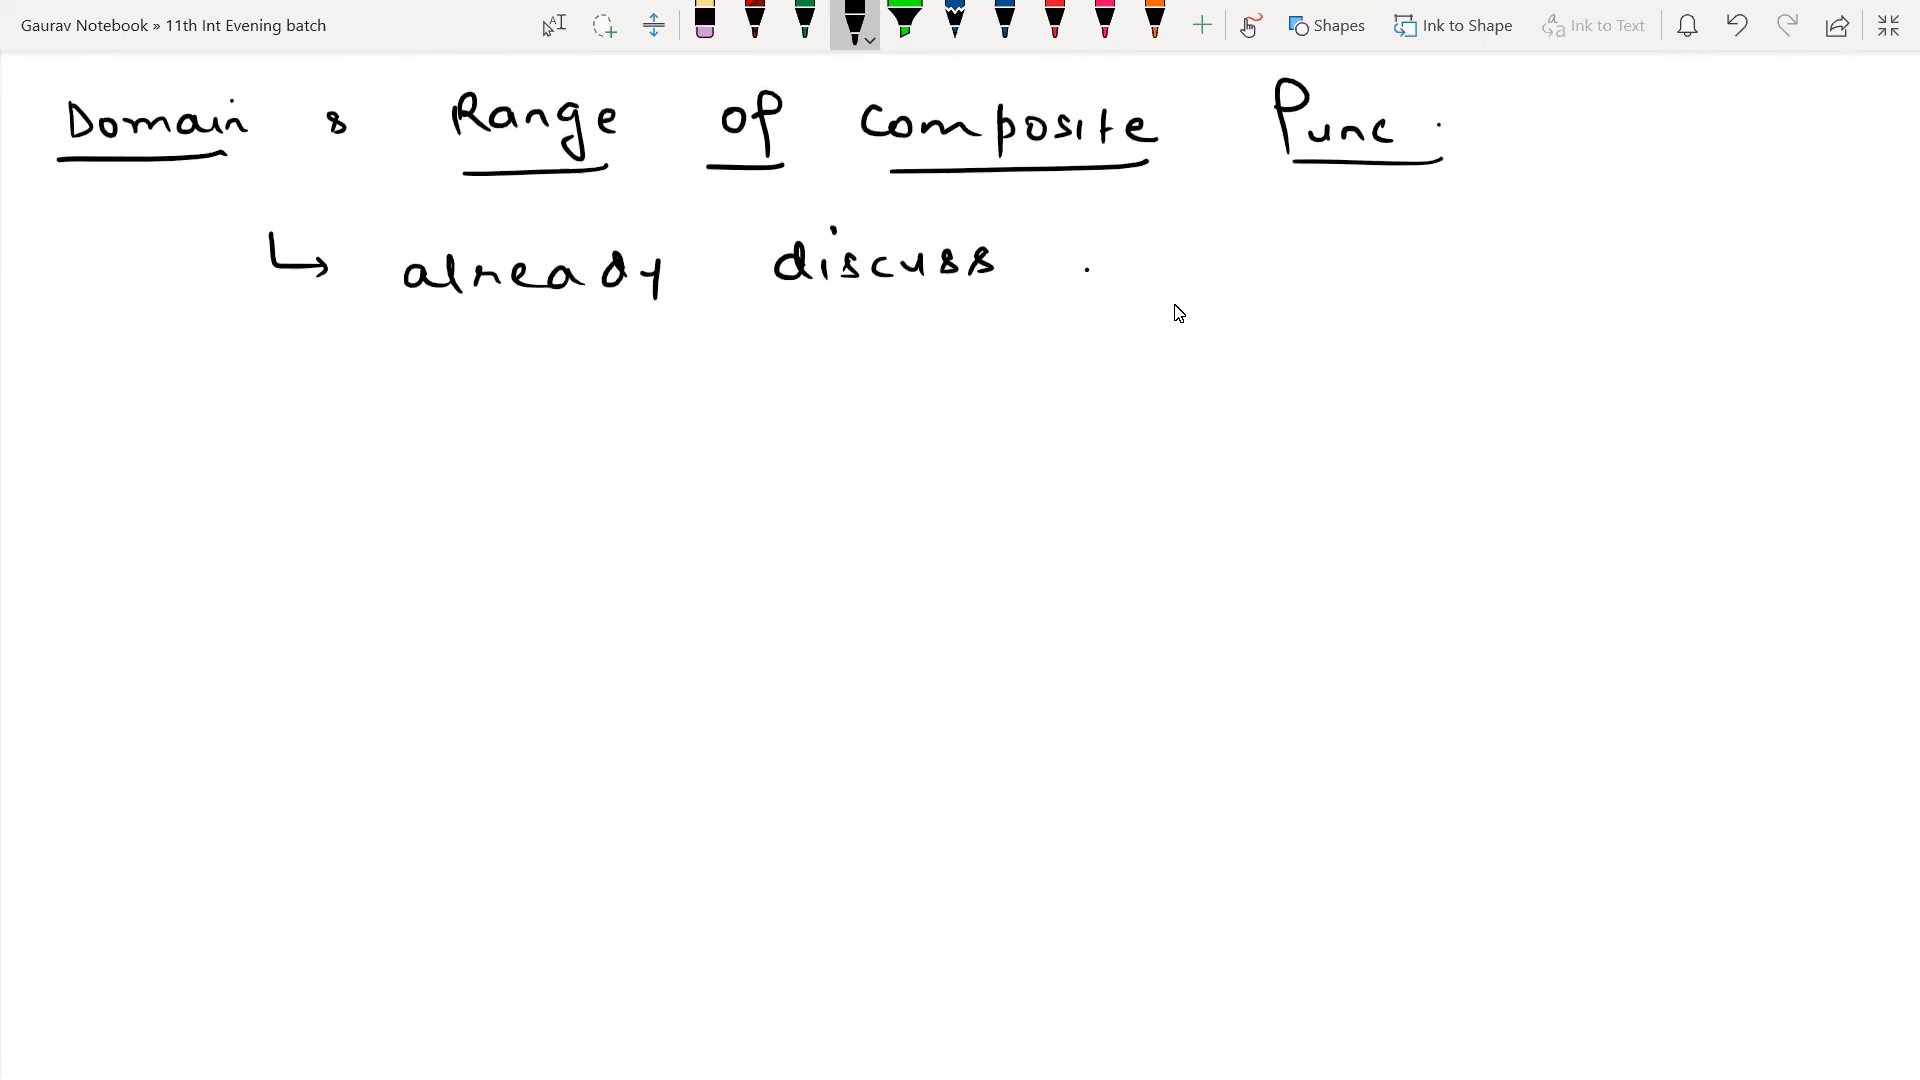 Gaurav Notebook » 11th Int Evening batch Shapes Ink to Shape Ink to Text
Domain & Range of Composite Func.
↳ already discuss .